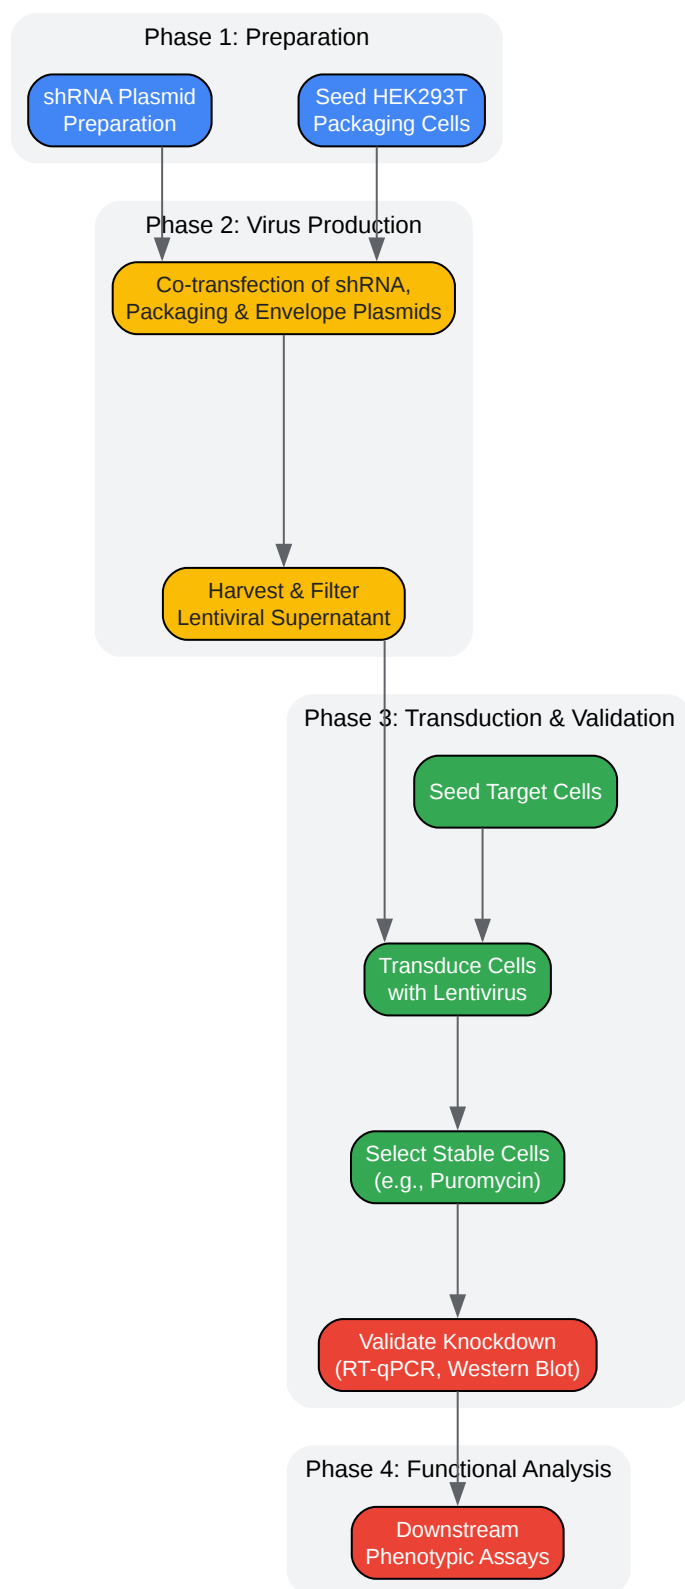 Phase 1: Preparation
shRNA Plasmid
Preparation
Seed HEK293T
Packaging Cells
Phase 2: Virus Production
Co-transfection of shRNA,
Packaging & Envelope Plasmids
Harvest & Filter
Lentiviral Supernatant
Phase 3: Transduction & Validation
Seed Target Cells
Transduce Cells
with Lentivirus
Select Stable Cells
(e.g., Puromycin)
Validate Knockdown
(RT-qPCR, Western Blot)
Phase 4: Functional Analysis
Downstream
Phenotypic Assays